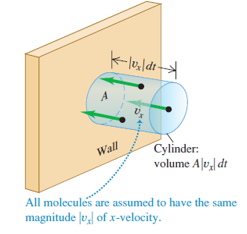 |vₓ| dt
A
vₓ
Wall
Cylinder:
volume A|vₓ| dt
All molecules are assumed to have the same
magnitude |vₓ| of x-velocity.